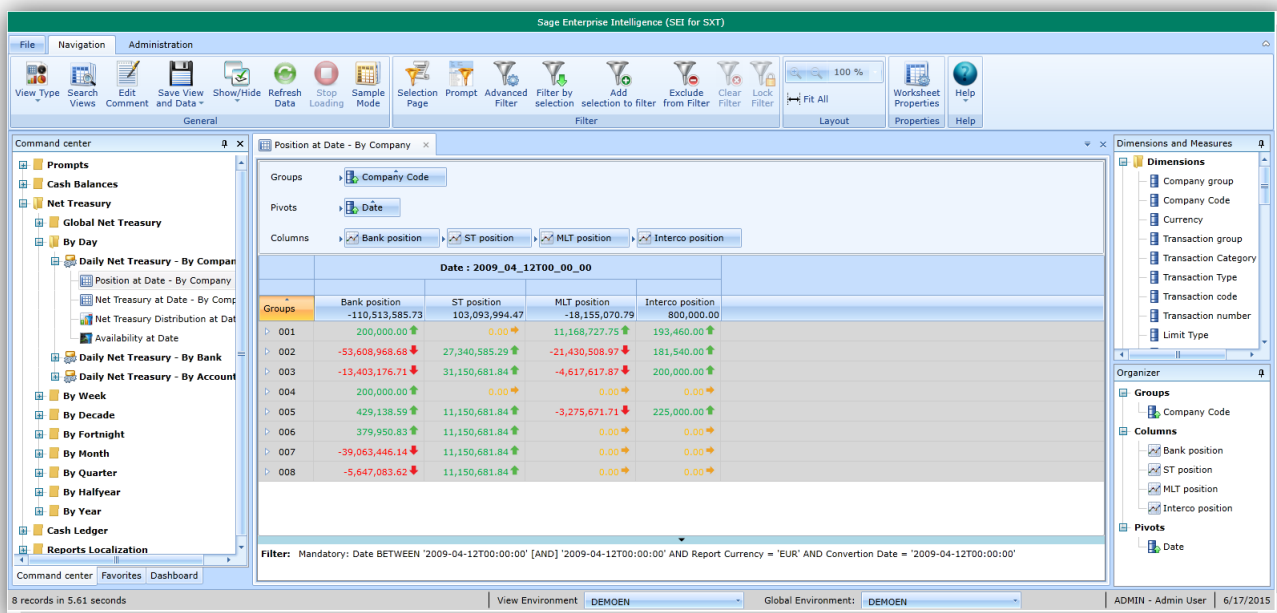 Sage Enterprise Intelligence (SEI for SXT)
File Navigation Administration
View Type Search Views Edit Comment Save View and Data Show/Hide Refresh Data Stop Loading Sample Mode Selection Page Prompt Advanced Filter Filter by selection Add selection to filter Exclude from Filter Clear Filter Lock Filter 100 % Fit All Worksheet Properties Help
General Filter Layout Properties Help
Command center
Prompts
Cash Balances
Net Treasury
Global Net Treasury
By Day
Daily Net Treasury - By Compan
Position at Date - By Company
Net Treasury at Date - By Comp
Net Treasury Distribution at Dat
Availability at Date
Daily Net Treasury - By Bank
Daily Net Treasury - By Account
By Week
By Decade
By Fortnight
By Month
By Quarter
By Halfyear
By Year
Cash Ledger
Reports Localization
Command center Favorites Dashboard
Position at Date - By Company
Groups Company Code
Pivots Date
Columns Bank position ST position MLT position Interco position
Date : 2009_04_12T00_00_00
Groups Bank position ST position MLT position Interco position
-110,513,585.73 103,093,994.47 -18,155,070.79 800,000.00
001 200,000.00 0.00 11,168,727.75 193,460.00
002 -53,608,968.68 27,340,585.29 -21,430,508.97 181,540.00
003 -13,403,176.71 31,150,681.84 -4,617,617.87 200,000.00
004 200,000.00 0.00 0.00 0.00
005 429,138.59 11,150,681.84 -3,275,671.71 225,000.00
006 379,950.83 11,150,681.84 0.00 0.00
007 -39,063,446.14 11,150,681.84 0.00 0.00
008 -5,647,083.62 11,150,681.84 0.00 0.00
Filter: Mandatory: Date BETWEEN '2009-04-12T00:00:00' [AND] '2009-04-12T00:00:00' AND Report Currency = 'EUR' AND Convertion Date = '2009-04-12T00:00:00'
Dimensions and Measures
Dimensions
Company group
Company Code
Currency
Transaction group
Transaction Category
Transaction Type
Transaction code
Transaction number
Limit Type
Organizer
Groups
Company Code
Columns
Bank position
ST position
MLT position
Interco position
Pivots
Date
8 records in 5.61 seconds View Environment DEMOEN Global Environment: DEMOEN ADMIN - Admin User 6/17/2015